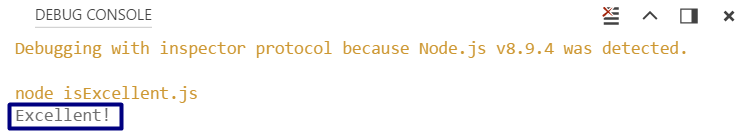 DEBUG CONSOLE
Debugging with inspector protocol because Node.js v8.9.4 was detected.
node isExcellent.js
Excellent!